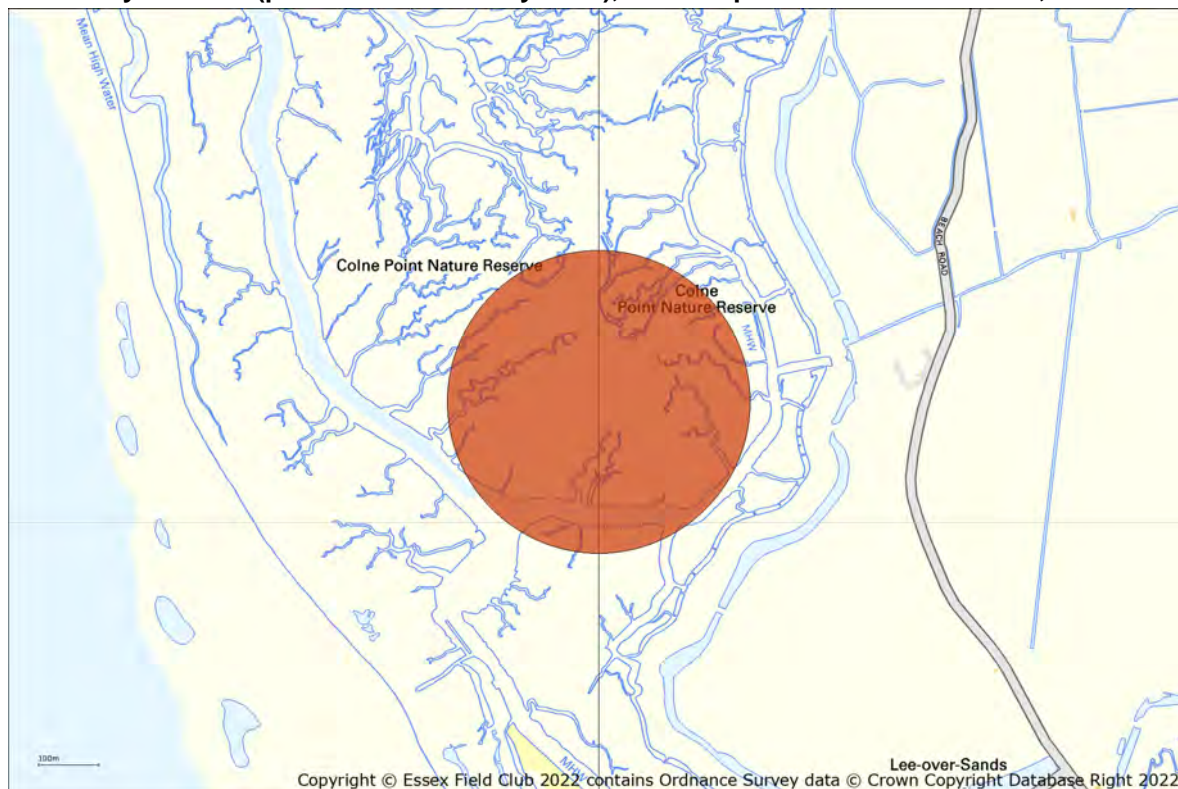 Mean High Water
BEACH ROAD
Colne Point Nature Reserve
Colne
Point Nature Reserve
MHW
100m
MHW
Lee-over-Sands
Copyright © Essex Field Club 2022 contains Ordnance Survey data © Crown Copyright Database Right 2022